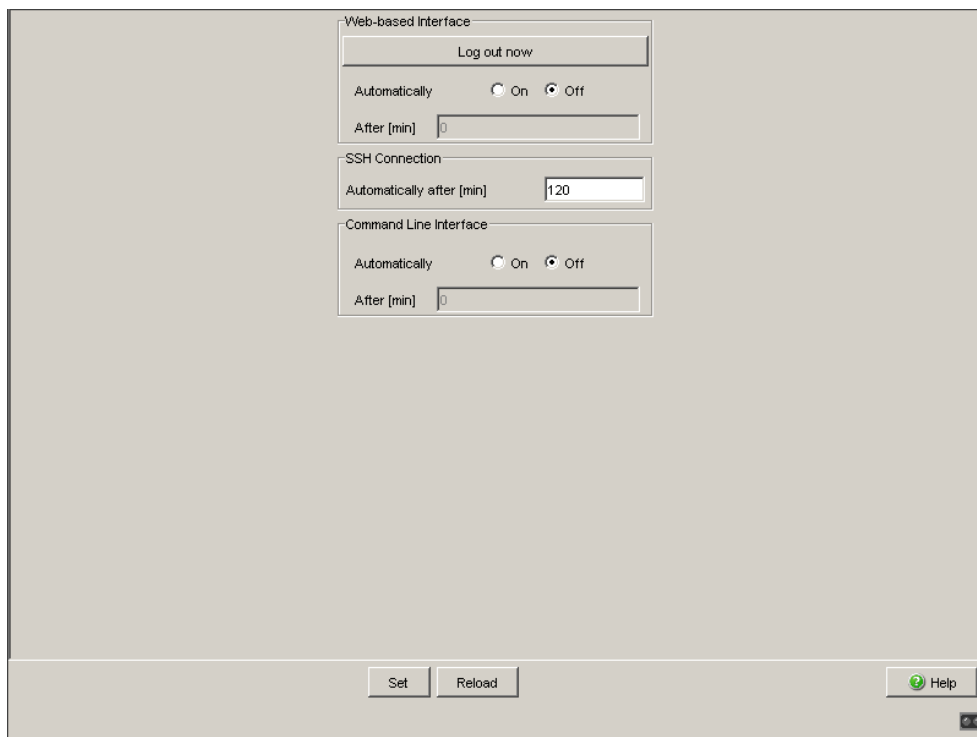 Web-based Interface
Log out now
Automatically On Off
After [min] 0
SSH Connection
Automatically after [min] 120
Command Line Interface
Automatically On Off
After [min] 0
Set Reload Help